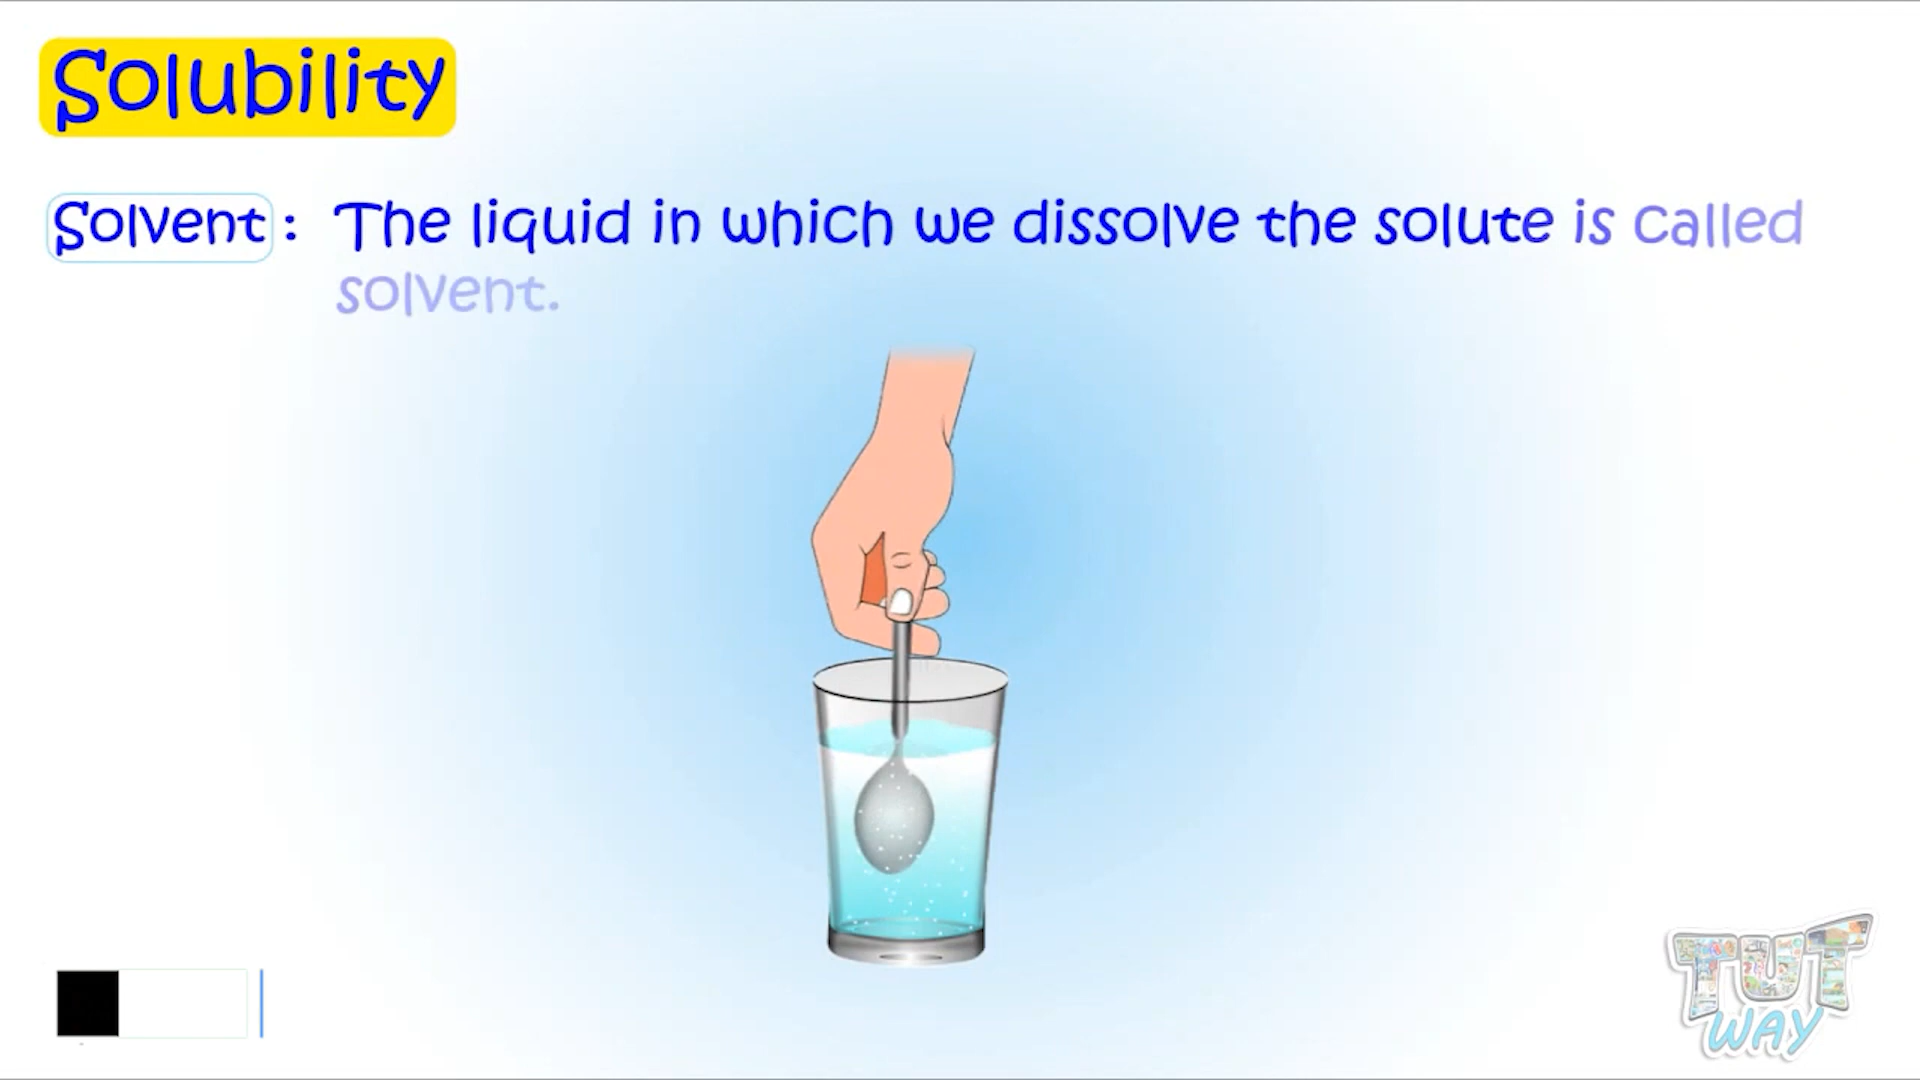 Solubility
Solvent : The liquid in which we dissolve the solute is called
solvent.
TUT
WAY